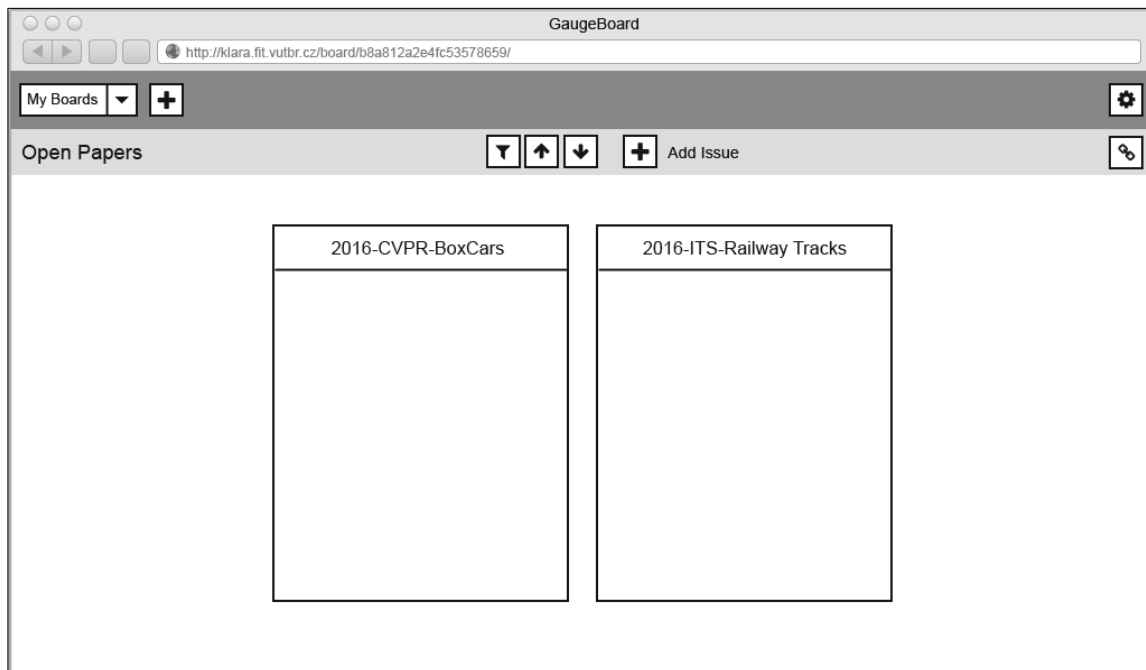 GaugeBoard
http://klara.fit.vutbr.cz/board/b8a812a2e4fc53578659/
My Boards
Open Papers
Add Issue
2016-CVPR-BoxCars
2016-ITS-Railway Tracks